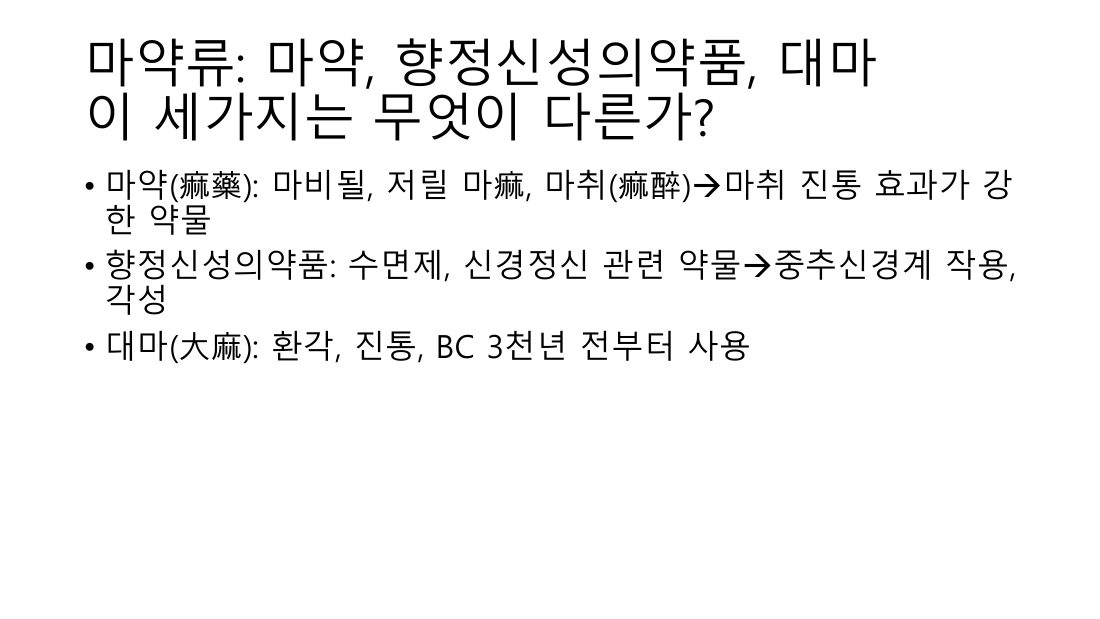 마약류: 마약, 향정신성의약품, 대마
이 세가지는 무엇이 다른가?
• 마약(痲藥): 마비될, 저릴 마痲, 마취(痲醉)→마취 진통 효과가 강
한 약물
• 향정신성의약품: 수면제, 신경정신 관련 약물→중추신경계 작용,
각성
• 대마(大麻): 환각, 진통, BC 3천년 전부터 사용